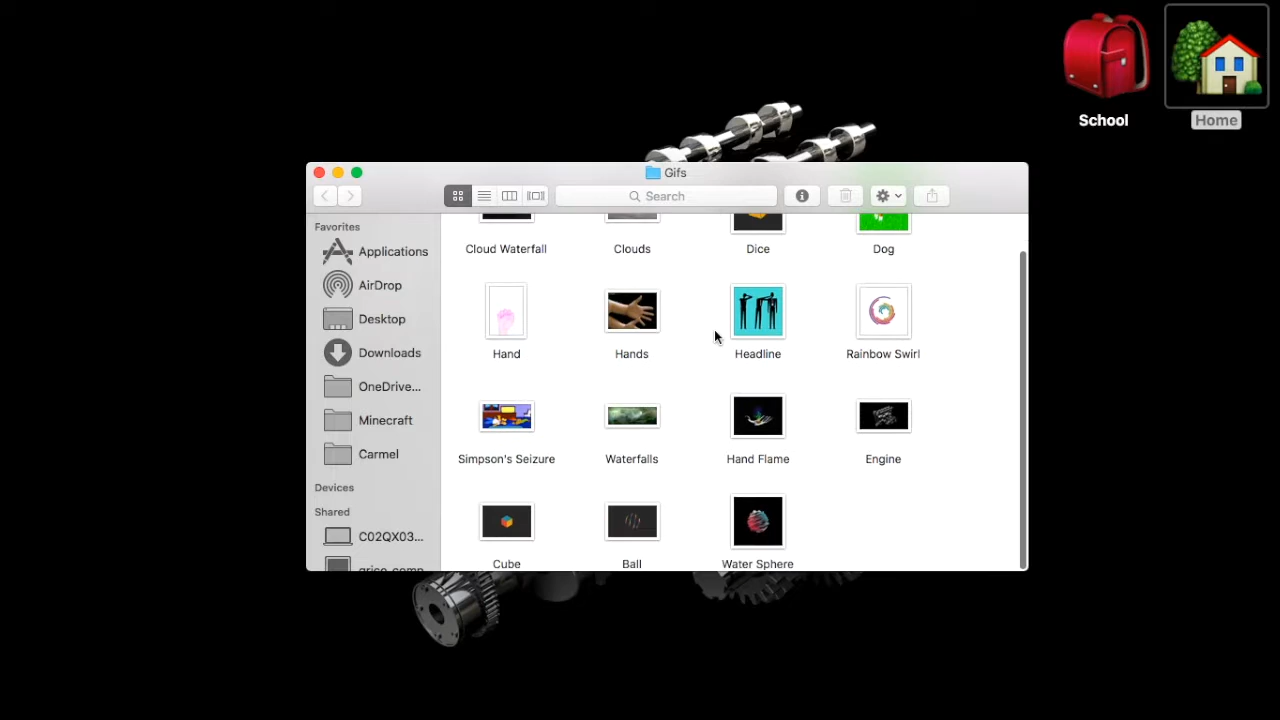 School
Home
Gifs
Search
Favorites
Applications
AirDrop
Desktop
Downloads
OneDrive...
Minecraft
Carmel
Devices
Shared
C02QX03...
Cloud Waterfall
Clouds
Dice
Dog
Hand
Hands
Headline
Rainbow Swirl
Simpson's Seizure
Waterfalls
Hand Flame
Engine
Cube
Ball
Water Sphere